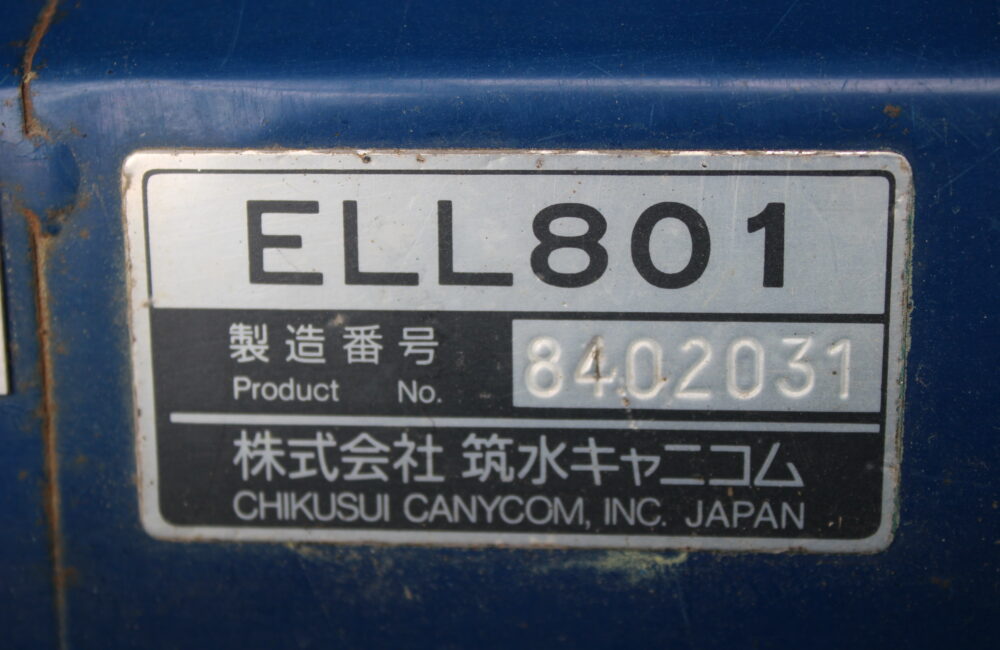 ELL801
製造番号
Product No. 8402031
株式会社 筑水キャニコム
CHIKUSUI CANYCOM, INC. JAPAN